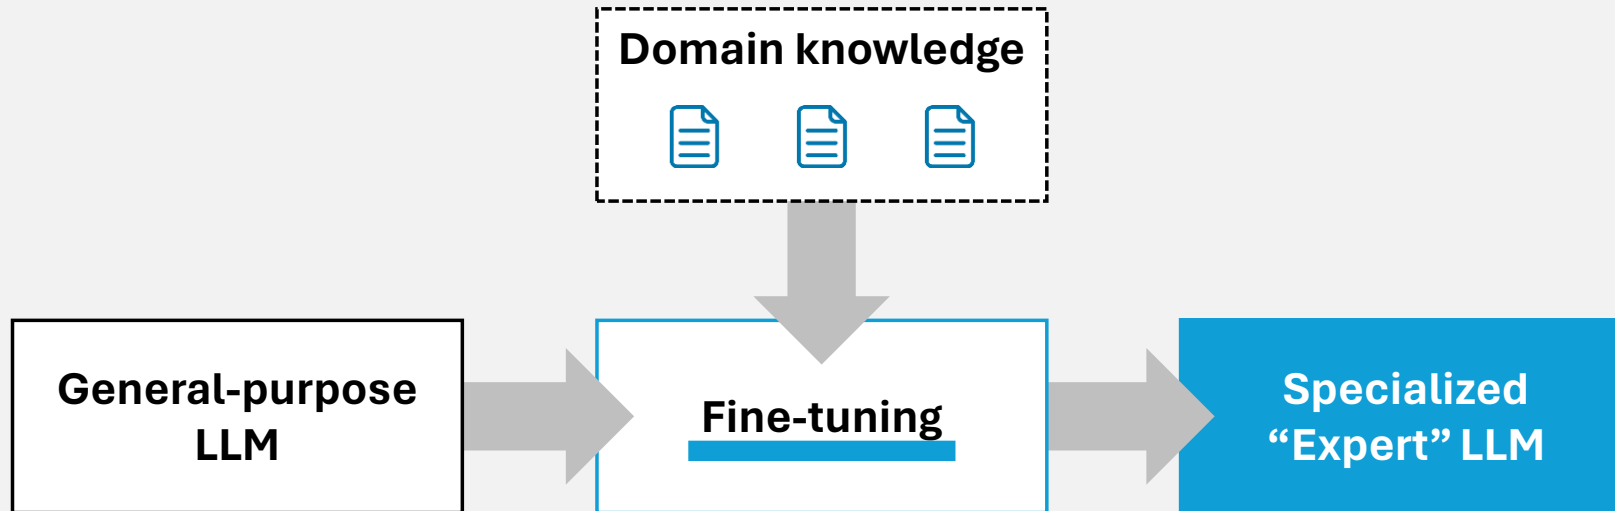 Domain knowledge
General-purpose
LLM
Fine-tuning
Specialized
“Expert” LLM